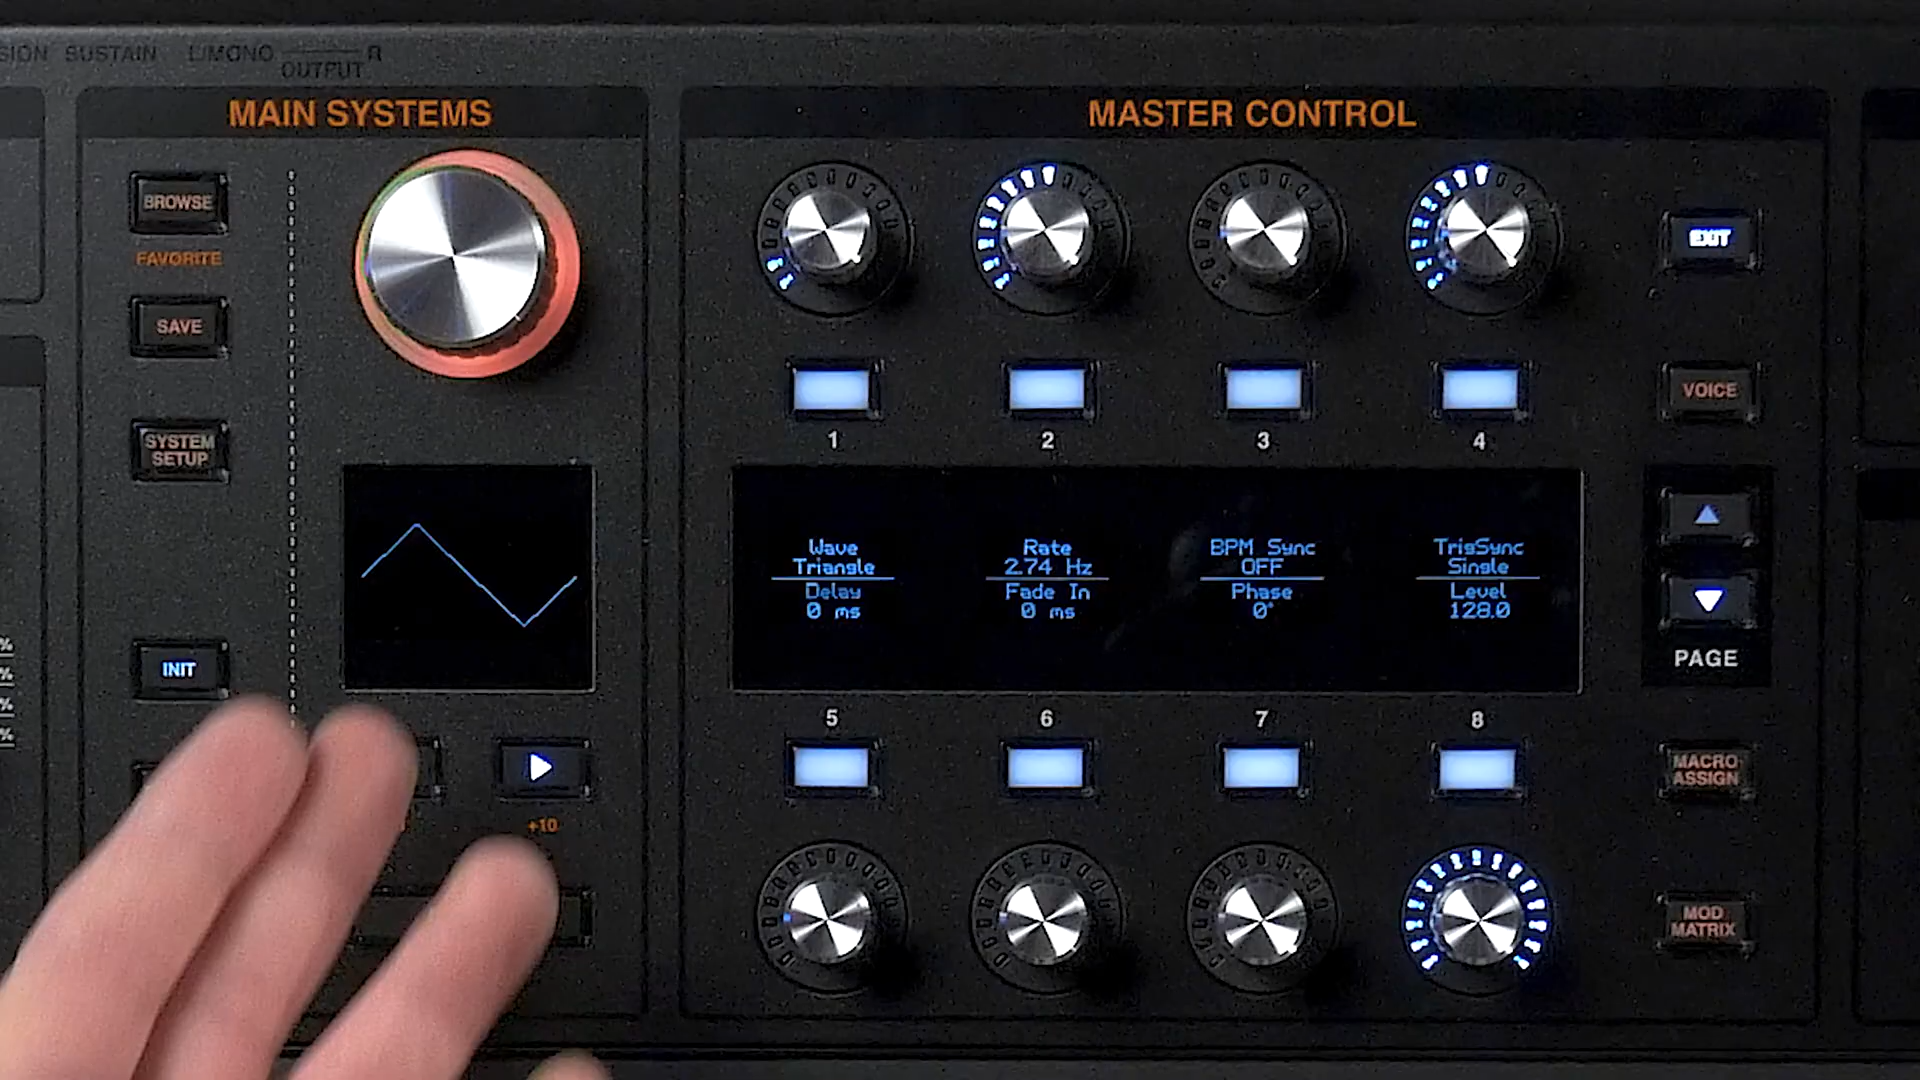 SION SUSTAIN L/MONO R
OUTPUT
MAIN SYSTEMS
BROWSE
FAVORITE
SAVE
SYSTEM
SETUP
INIT
+10
%
%
%
%
MASTER CONTROL
EXIT
VOICE
1 2 3 4
Wave Rate BPM Sync TrigSync
Triangle 2.74 Hz OFF Single
Delay Fade In Phase Level
0 ms 0 ms 0° 128.0
PAGE
5 6 7 8
MACRO
ASSIGN
MOD
MATRIX